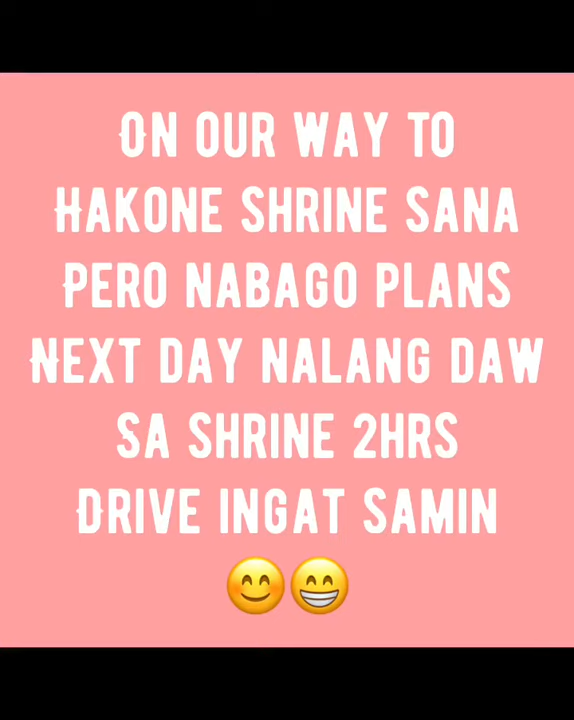 ON OUR WAY TO
HAKONE SHRINE SANA
PERO NABAGO PLANS
NEXT DAY NALANG DAW
SA SHRINE 2HRS
DRIVE INGAT SAMIN
😊😁